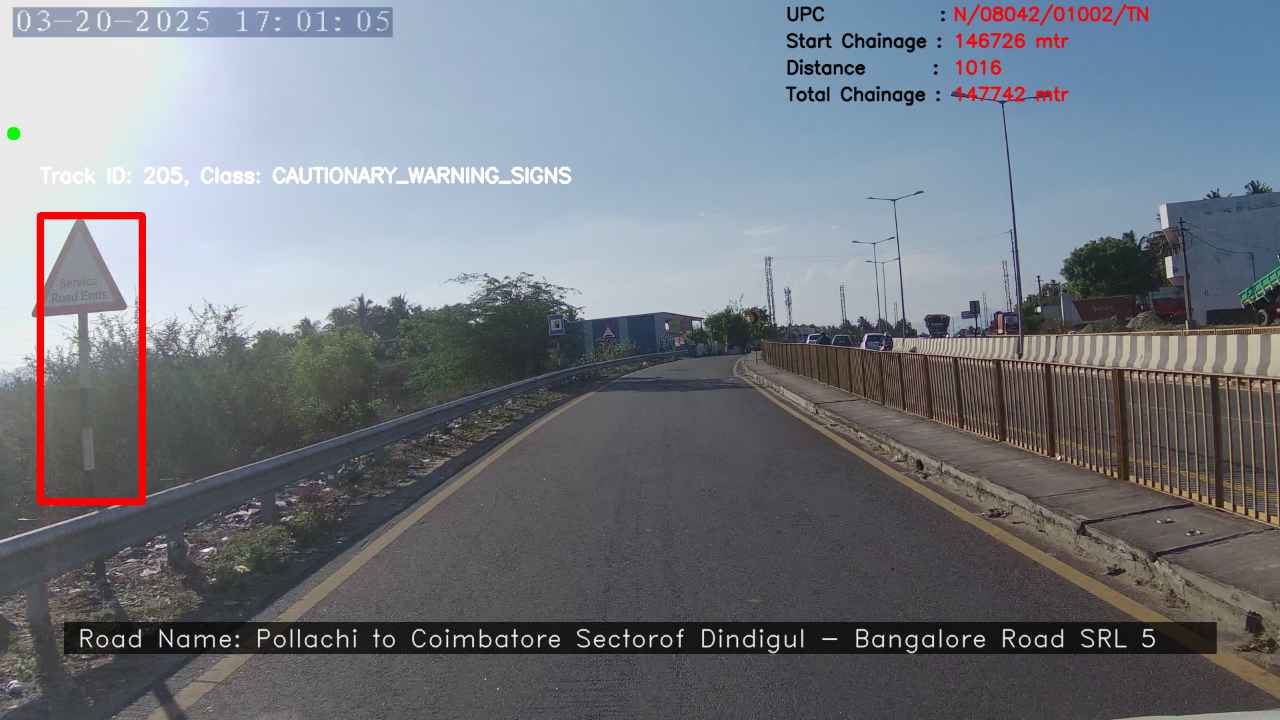 03-20-2025 17:01:05
UPC : N/08042/01002/TN
Start Chainage : 146726 mtr
Distance : 1016
Total Chainage : 147742 mtr
Track ID: 205, Class: CAUTIONARY_WARNING_SIGNS
Service
Road Ends
Road Name: Pollachi to Coimbatore Sectorof Dindigul - Bangalore Road SRL 5